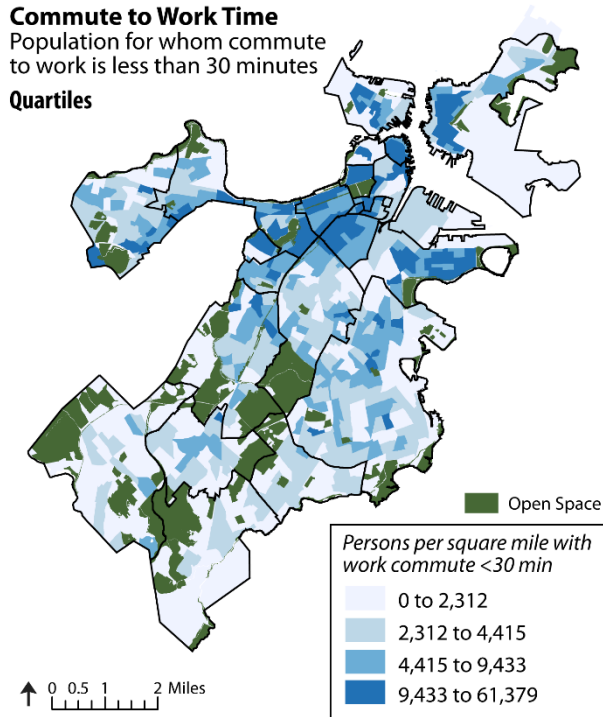 Commute to Work Time
Population for whom commute
to work is less than 30 minutes
Quartiles
Open Space
Persons per square mile with
work commute <30 min
0 to 2,312
2,312 to 4,415
4,415 to 9,433
9,433 to 61,379
0 0.5 1 2 Miles